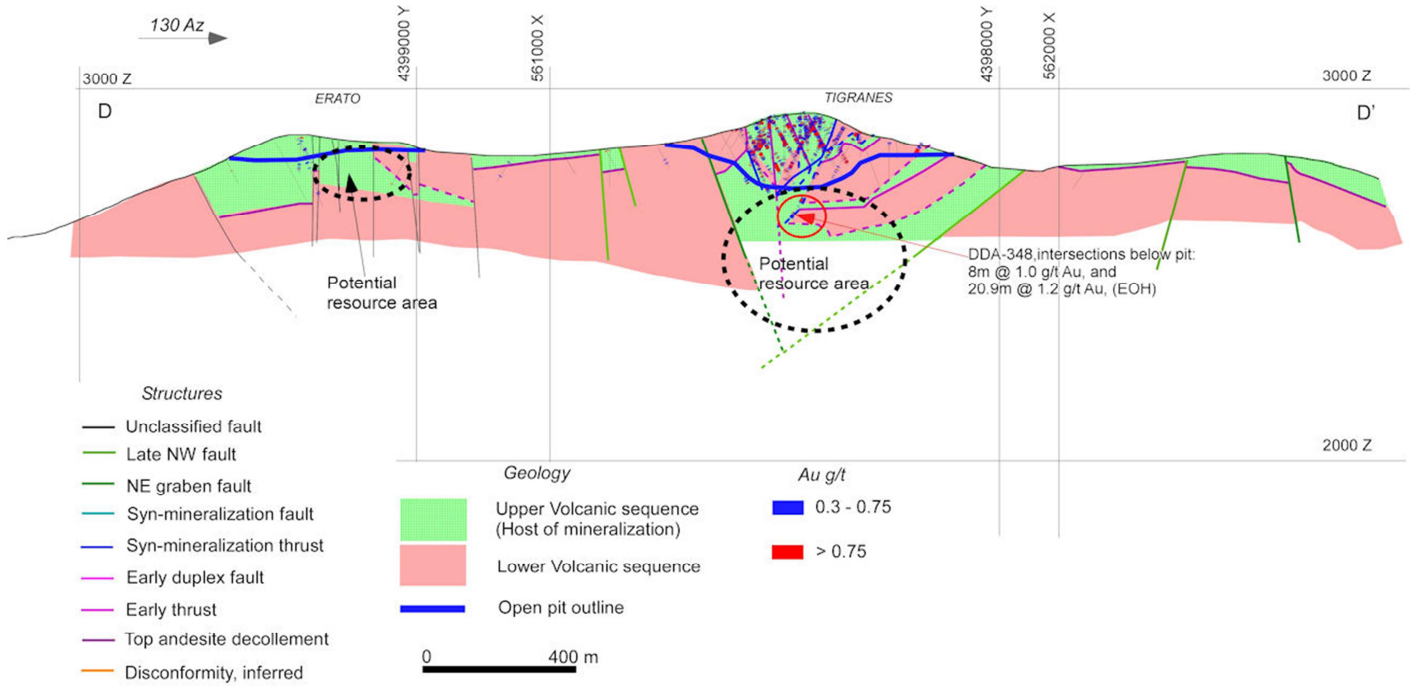 130 Az
4399000 Y
561000 X
4398000 Y
562000 X
3000 Z
3000 Z
ERATO
TIGRANES
D
D'
Potential
resource area
Potential
resource area
DDA-348,intersections below pit:
8m @ 1.0 g/t Au, and
20.9m @ 1.2 g/t Au, (EOH)
2000 Z
Structures
Unclassified fault
Late NW fault
NE graben fault
Syn-mineralization fault
Syn-mineralization thrust
Early duplex fault
Early thrust
Top andesite decollement
Disconformity, inferred
Geology
Upper Volcanic sequence
(Host of mineralization)
Lower Volcanic sequence
Open pit outline
Au g/t
0.3 - 0.75
> 0.75
0 400 m